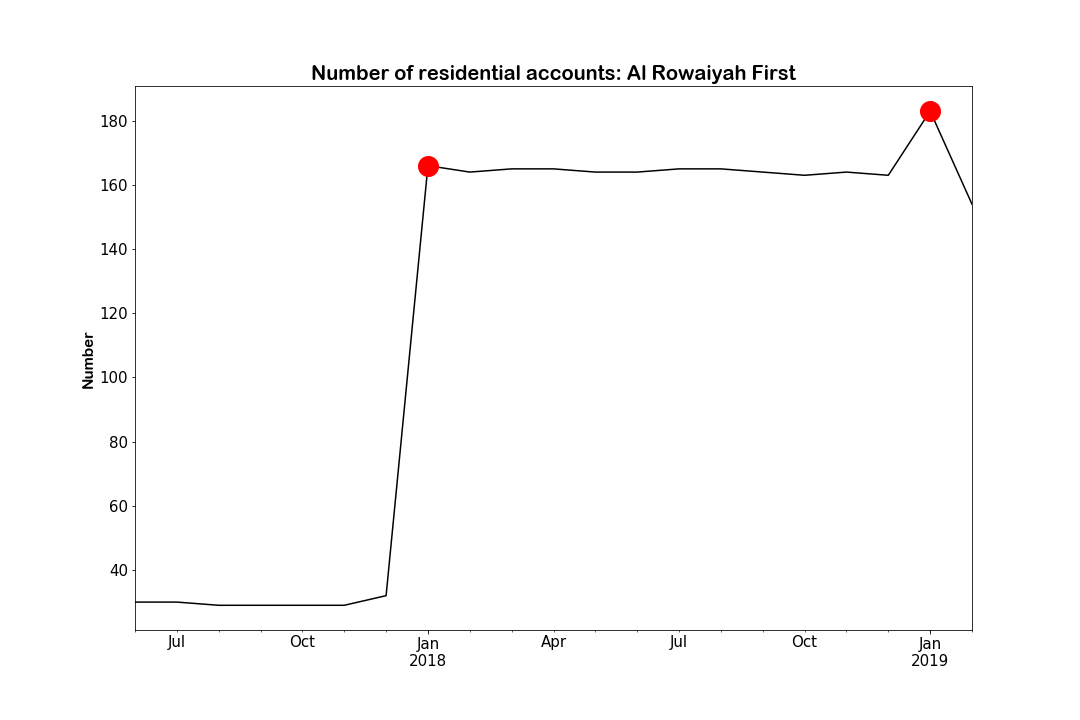 Number of residential accounts: Al Rowaiyah First
Number
180
160
140
120
100
80
60
40
Jul
Oct
Jan
2018
Apr
Jul
Oct
Jan
2019